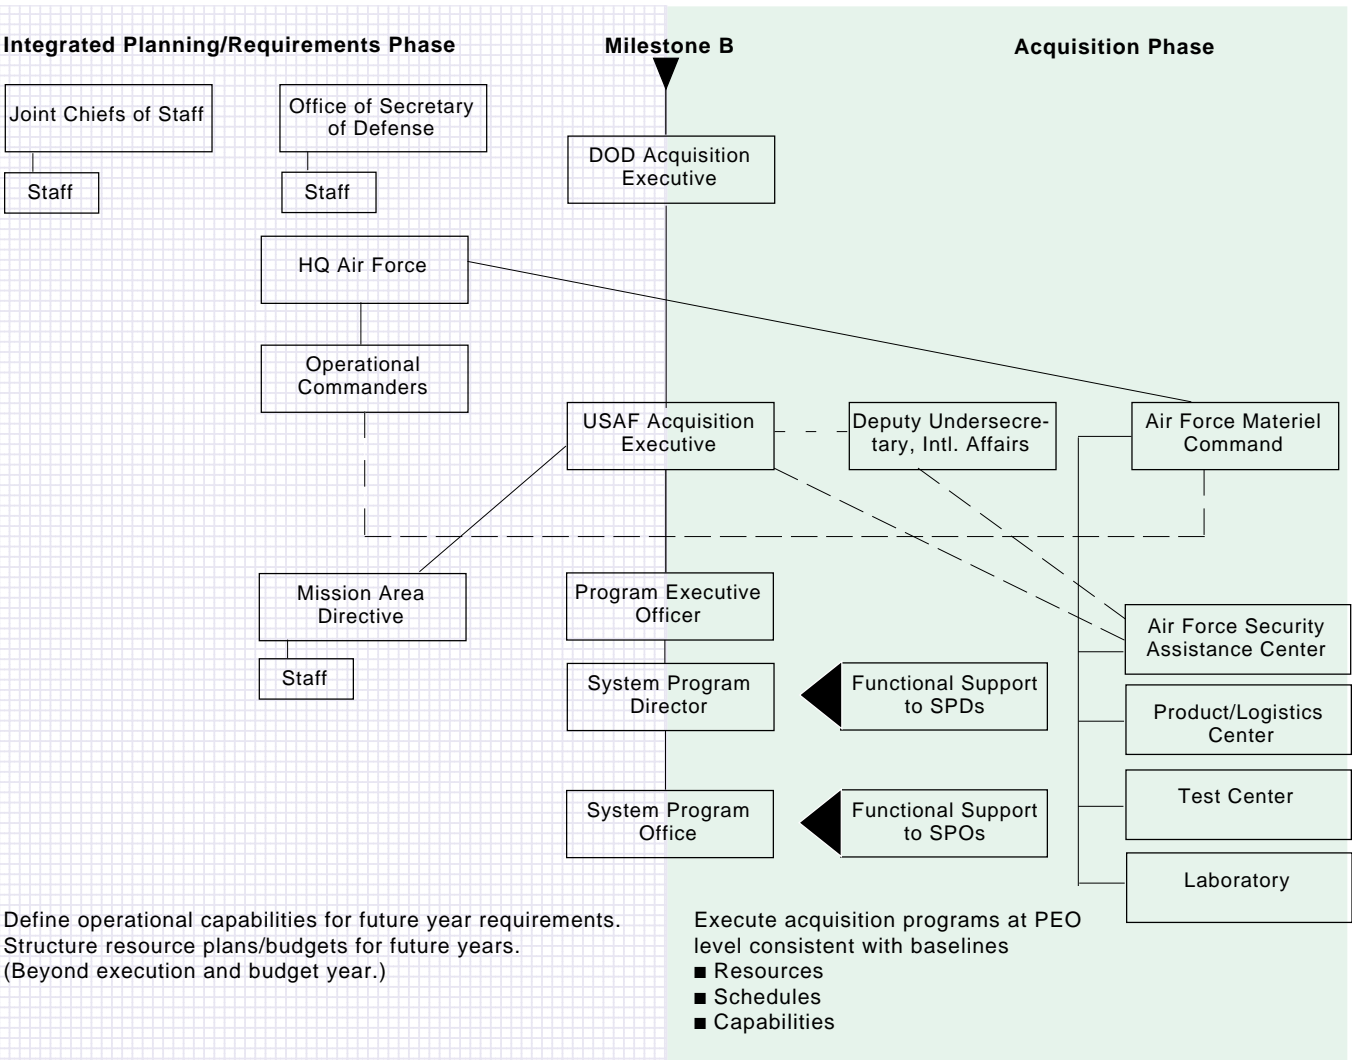 Integrated Planning/Requirements Phase
Milestone B
Acquisition Phase
Joint Chiefs of Staff
Office of Secretary
of Defense
Staff
Staff
DOD Acquisition
Executive
HQ Air Force
Operational
Commanders
USAF Acquisition
Executive
Deputy Undersecre-
tary, Intl. Affairs
Air Force Materiel
Command
Mission Area
Directive
Staff
Program Executive
Officer
Air Force Security
Assistance Center
System Program
Director
Functional Support
to SPDs
Product/Logistics
Center
System Program
Office
Functional Support
to SPOs
Test Center
Laboratory
Define operational capabilities for future year requirements.
Structure resource plans/budgets for future years.
(Beyond execution and budget year.)
Execute acquisition programs at PEO
level consistent with baselines
■ Resources
■ Schedules
■ Capabilities